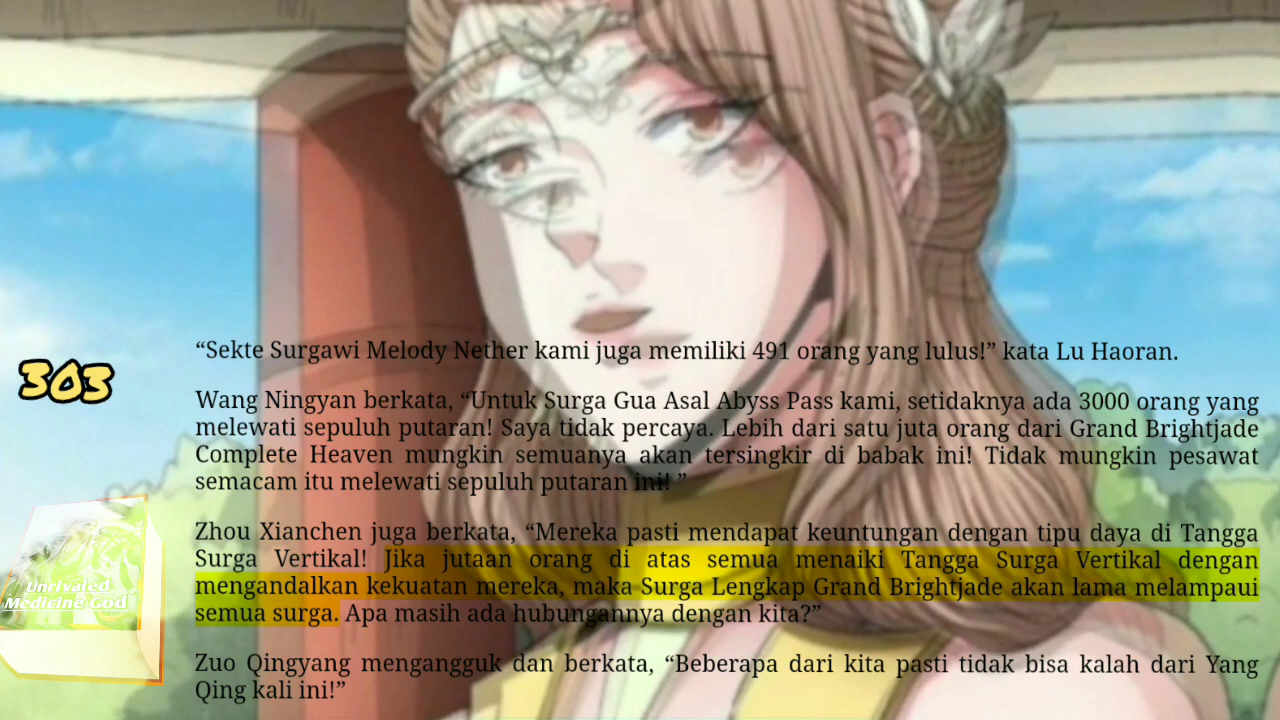 “Sekte Surgawi Melody Nether kami juga memiliki 491 orang yang lulus!” kata Lu Haoran.
303
Wang Ningyan berkata, “Untuk Surga Gua Asal Abyss Pass kami, setidaknya ada 3000 orang yang
melewati sepuluh putaran! Saya tidak percaya. Lebih dari satu juta orang dari Grand Brightjade
Complete Heaven mungkin semuanya akan tersingkir di babak ini! Tidak mungkin pesawat
semacam itu melewati sepuluh putaran ini! ”
Zhou Xianchen juga berkata, “Mereka pasti mendapat keuntungan dengan tipu daya di Tangga
Surga Vertikal! Jika jutaan orang di atas semua menaiki Tangga Surga Vertikal dengan
mengandalkan kekuatan mereka, maka Surga Lengkap Grand Brightjade akan lama melampaui
semua surga. Apa masih ada hubungannya dengan kita?”
Unrivaled
Medicine God
Zuo Qingyang mengangguk dan berkata, “Beberapa dari kita pasti tidak bisa kalah dari Yang
Qing kali ini!”